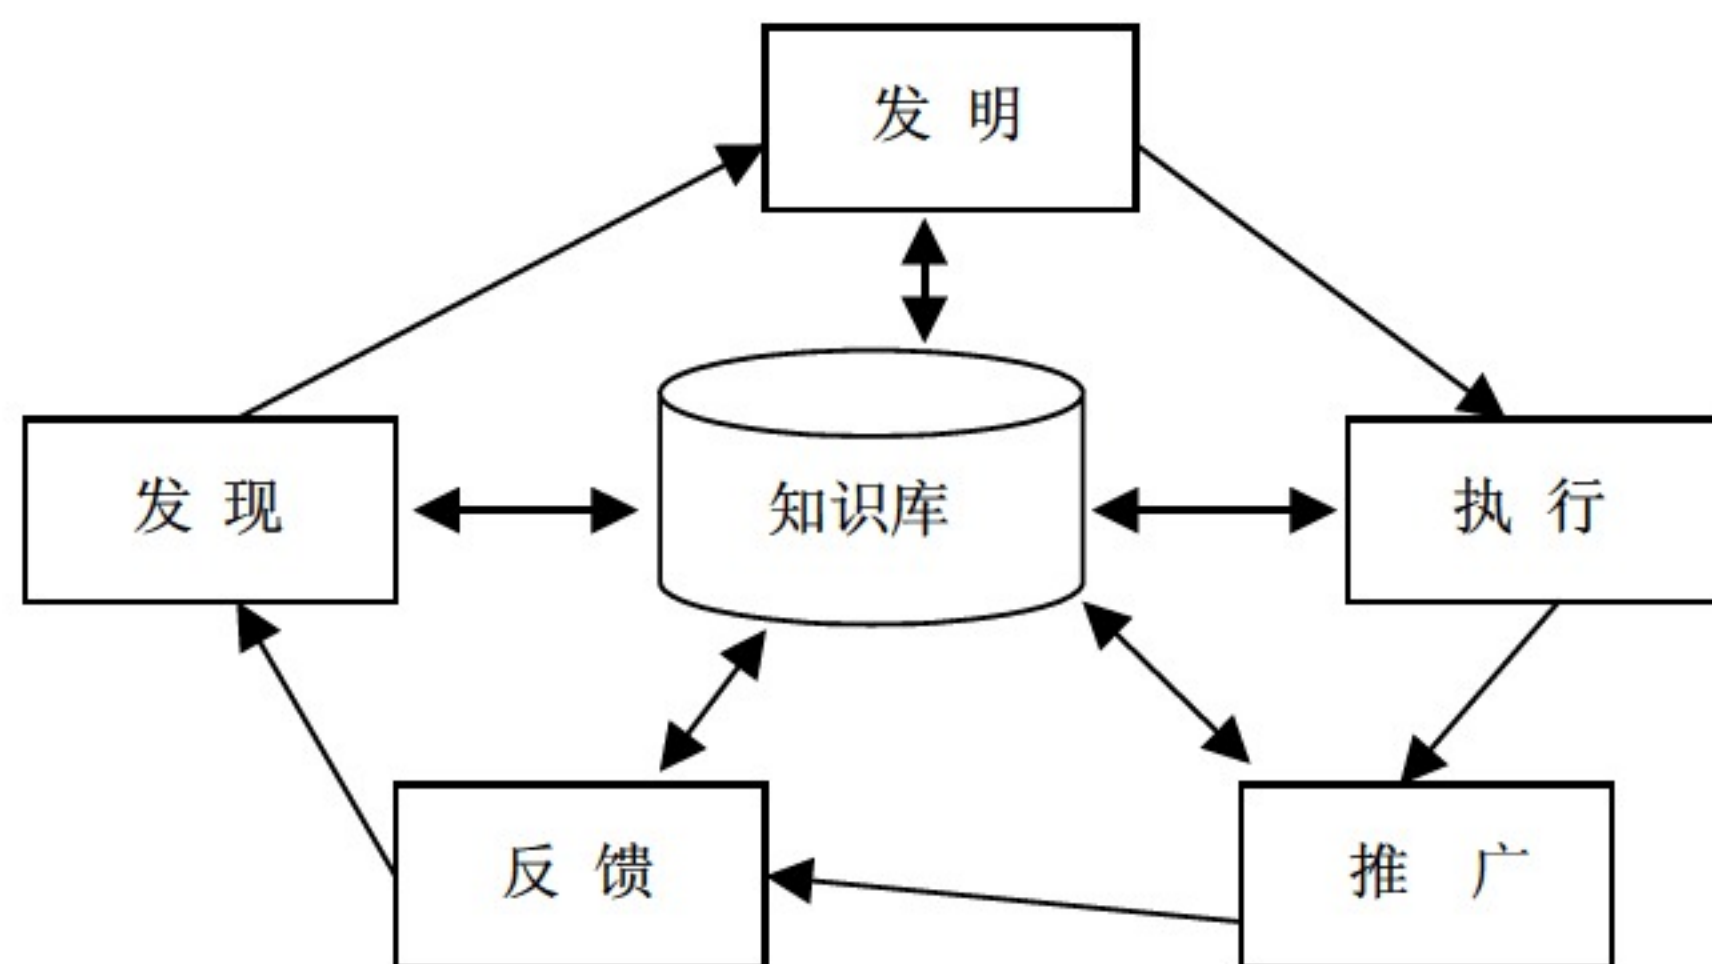 发 明
发 现
知识库
执 行
反 馈
推 广